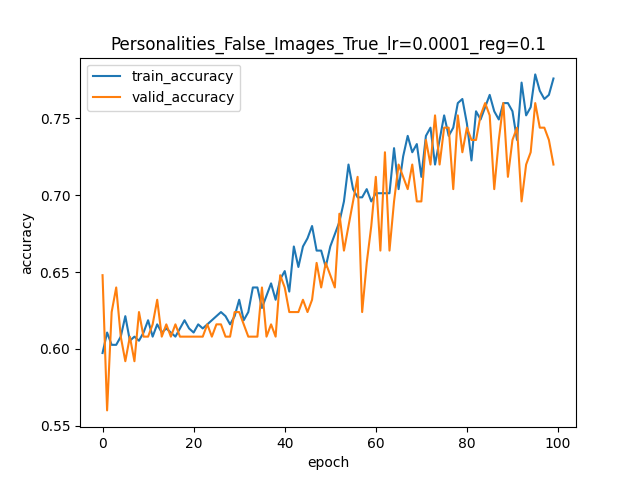 Personalities_False_Images_True_lr=0.0001_reg=0.1
train_accuracy
valid_accuracy
accuracy
0.75
0.70
0.65
0.60
0.55
0 20 40 60 80 100
epoch